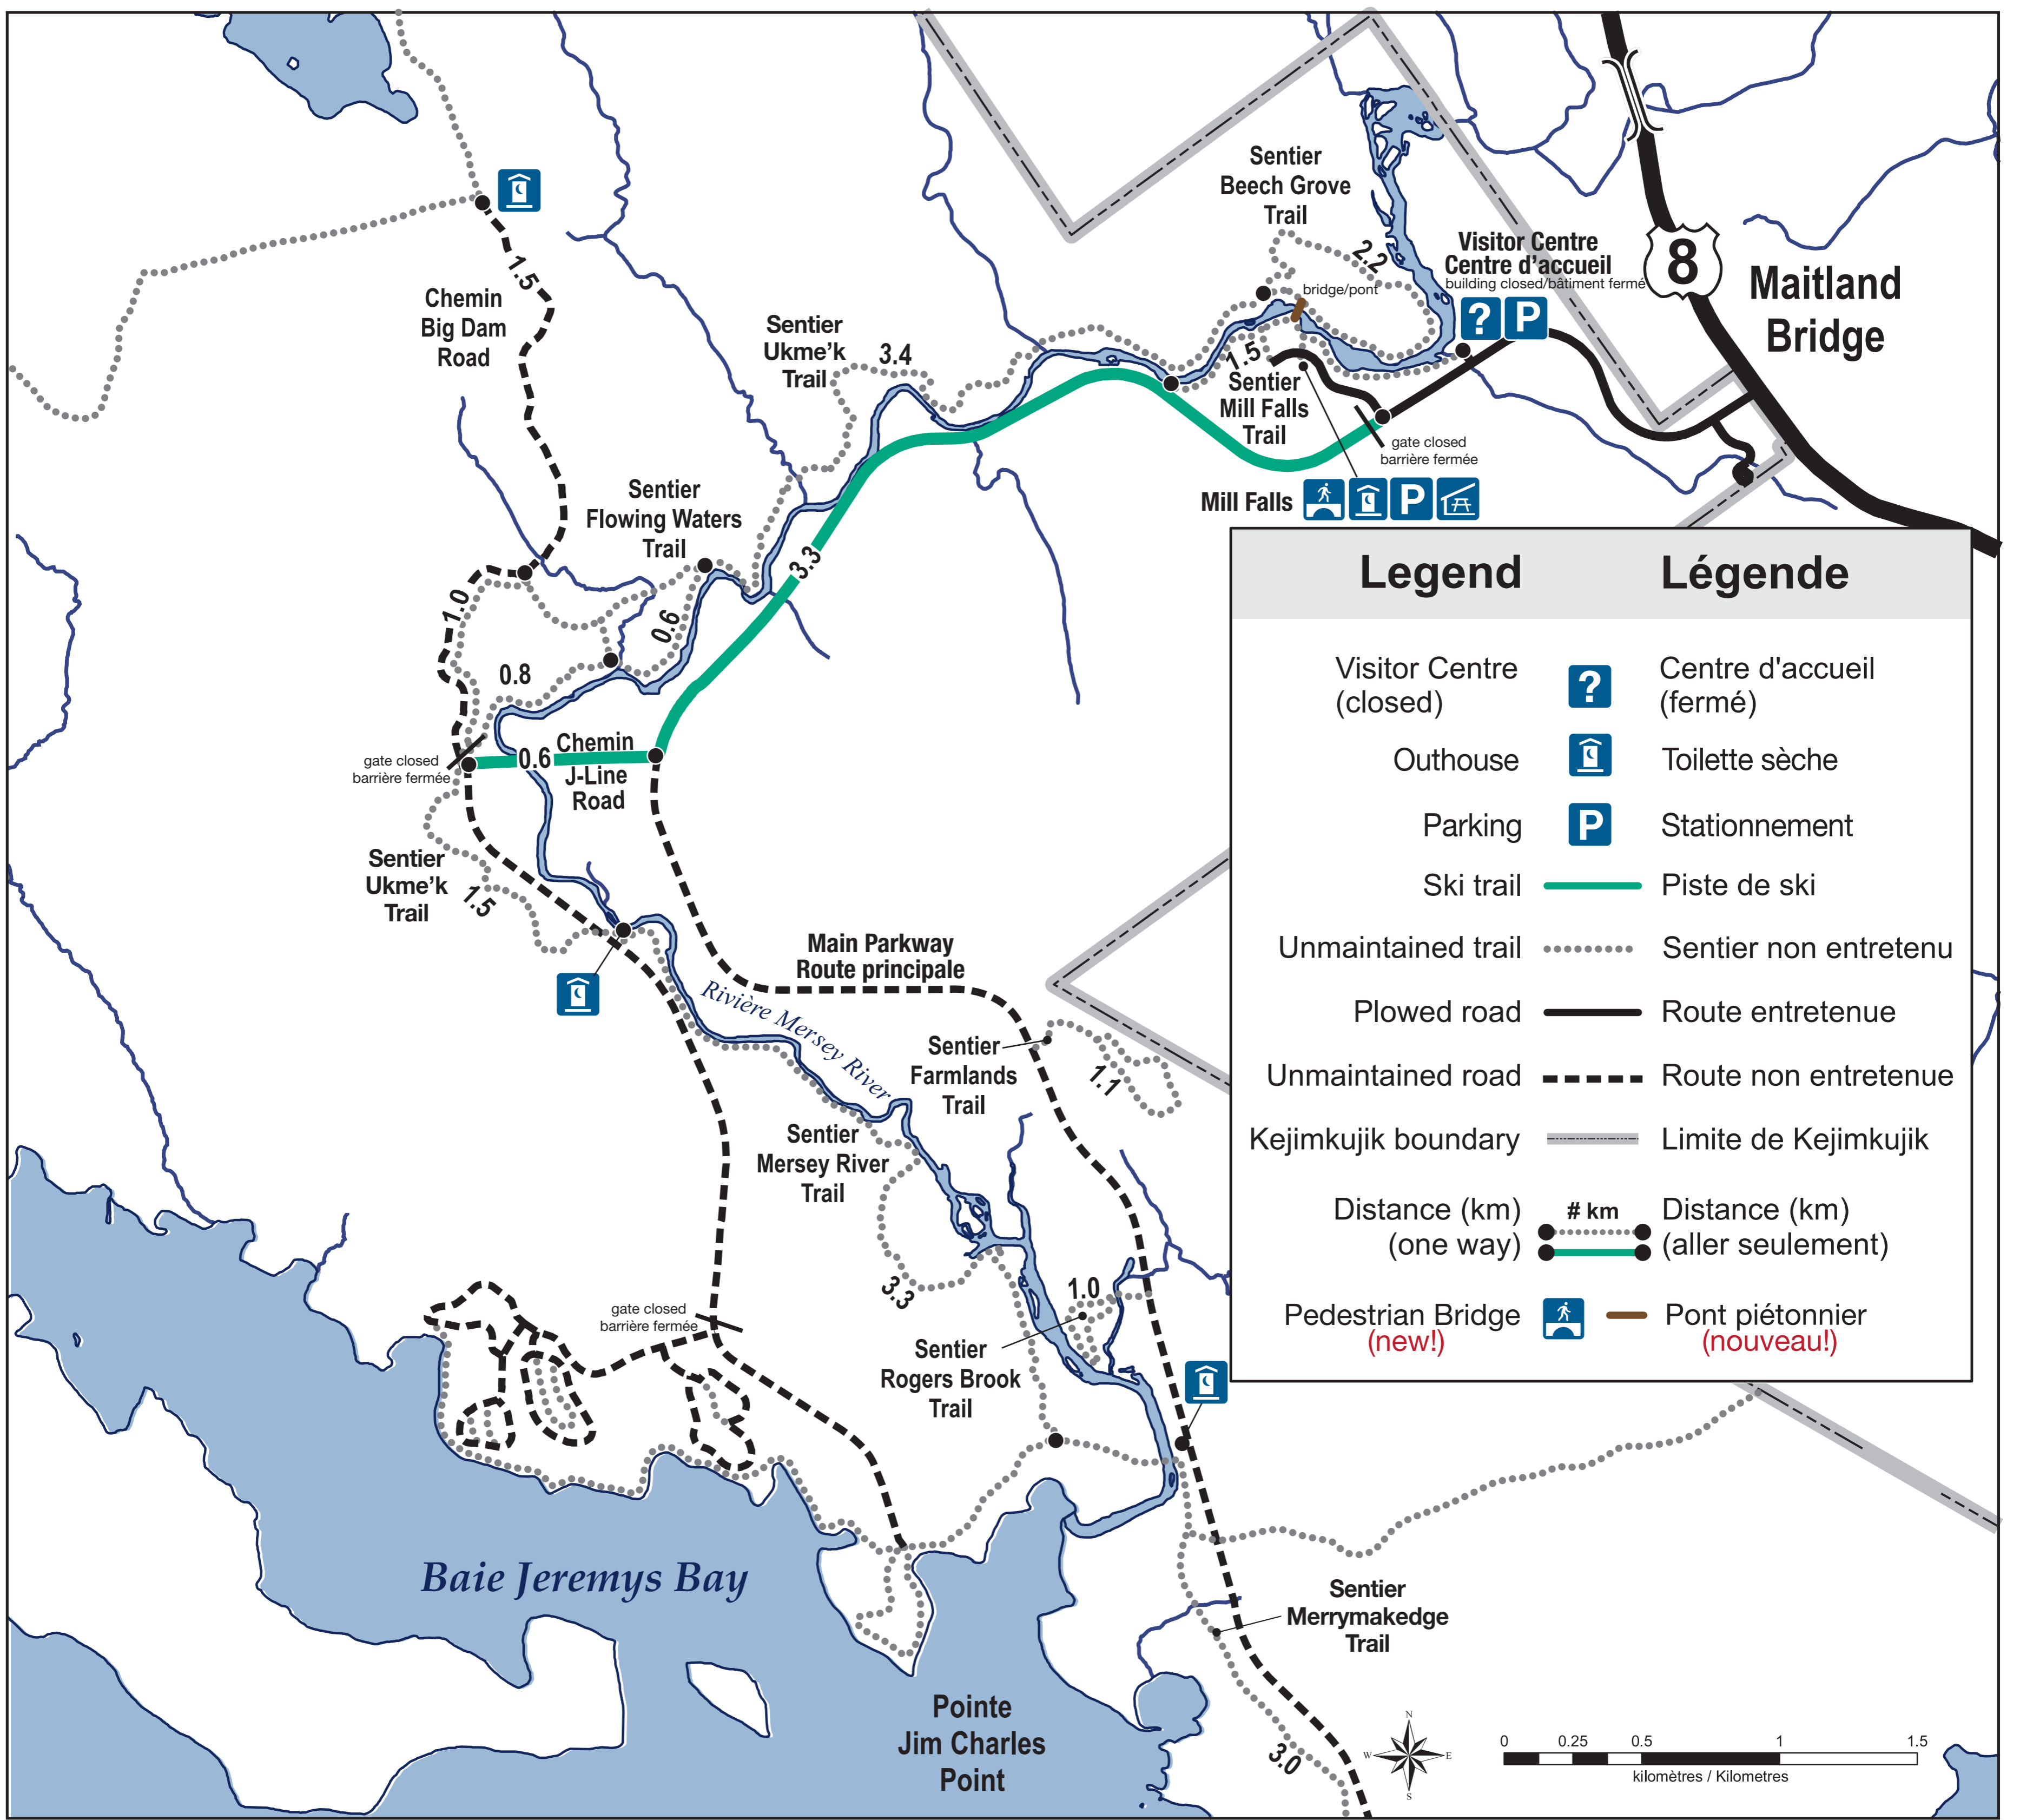 Sentier
Beech Grove
Trail
2.2
Visitor Centre
Centre d'accueil
building closed/bâtiment fermé
?
P
8
Maitland
Bridge
bridge/pont
1.5
Chemin
Big Dam
Road
Sentier
Ukme'k
Trail
3.4
1.5
Sentier
Mill Falls
Trail
gate closed
barrière fermée
Mill Falls
P
Sentier
Flowing Waters
Trail
3.3
1.0
0.6
0.8
gate closed
barrière fermée
0.6
Chemin
J-Line
Road
Sentier
Ukme'k
Trail
1.5
Main Parkway
Route principale
Rivière Mersey River
Sentier
Farmlands
Trail
1.1
Sentier
Mersey River
Trail
3.3
1.0
gate closed
barrière fermée
Sentier
Rogers Brook
Trail
Baie Jeremys Bay
Sentier
Merrymakedge
Trail
3.0
Pointe
Jim Charles
Point
Legend Légende
Visitor Centre
(closed)
?
Centre d'accueil
(fermé)
Outhouse Toilette sèche
Parking P Stationnement
Ski trail Piste de ski
Unmaintained trail Sentier non entretenu
Plowed road Route entretenue
Unmaintained road Route non entretenue
Kejimkujik boundary Limite de Kejimkujik
Distance (km) # km Distance (km)
(one way) (aller seulement)
Pedestrian Bridge Pont piétonnier
(new!) (nouveau!)
N
W E
S
0 0.25 0.5 1 1.5
kilomètres / Kilometres